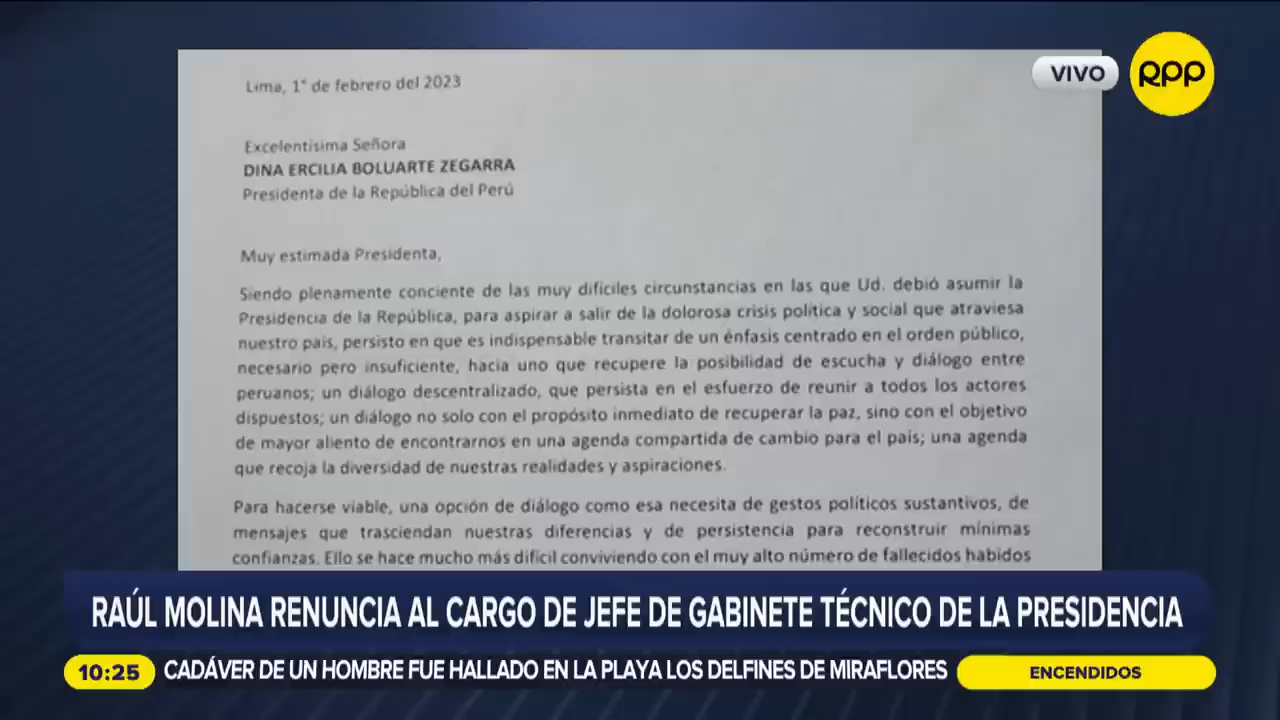 Lima, 1° de febrero del 2023
VIVO
RPP
Excelentísima Señora
DINA ERCILIA BOLUARTE ZEGARRA
Presidenta de la República del Perú
Muy estimada Presidenta,
Siendo plenamente conciente de las muy difíciles circunstancias en las que Ud. debió asumir la
Presidencia de la República, para aspirar a salir de la dolorosa crisis política y social que atraviesa
nuestro país, persisto en que es indispensable transitar de un énfasis centrado en el orden público,
necesario pero insuficiente, hacia uno que recupere la posibilidad de escucha y diálogo entre
peruanos; un diálogo descentralizado, que persista en el esfuerzo de reunir a todos los actores
dispuestos; un diálogo no solo con el propósito inmediato de recuperar la paz, sino con el objetivo
de mayor aliento de encontrarnos en una agenda compartida de cambio para el país; una agenda
que recoja la diversidad de nuestras realidades y aspiraciones.
Para hacerse viable, una opción de diálogo como esa necesita de gestos políticos sustantivos, de
mensajes que trasciendan nuestras diferencias y de persistencia para reconstruir mínimas
confianzas. Ello se hace mucho más difícil conviviendo con el muy alto número de fallecidos habidos
RAÚL MOLINA RENUNCIA AL CARGO DE JEFE DE GABINETE TÉCNICO DE LA PRESIDENCIA
10:25 CADÁVER DE UN HOMBRE FUE HALLADO EN LA PLAYA LOS DELFINES DE MIRAFLORES ENCENDIDOS